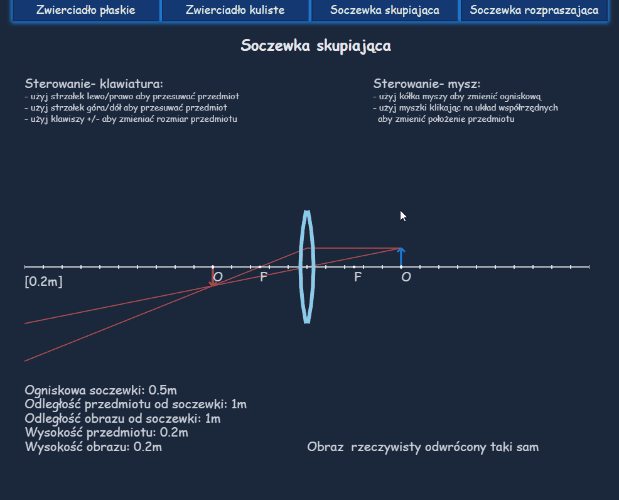 Zwierciadło płaskie
Zwierciadło kuliste
Soczewka skupiająca
Soczewka rozpraszająca
Soczewka skupiająca
Sterowanie- klawiatura:
- użyj strzałek lewo/prawo aby przesuwać przedmiot
- użyj strzałek góra/dół aby przesuwać przedmiot
- użyj klawiszy +/- aby zmieniać rozmiar przedmiotu
Sterowanie- mysz:
- użyj kółka myszy aby zmienić ogniskową
- użyj myszki klikając na układ współrzędnych
aby zmienić położenie przedmiotu
O
F
F
O
[0.2m]
Ogniskowa soczewki: 0.5m
Odległość przedmiotu od soczewki: 1m
Odległość obrazu od soczewki: 1m
Wysokość przedmiotu: 0.2m
Wysokość obrazu: 0.2m
Obraz rzeczywisty odwrócony taki sam